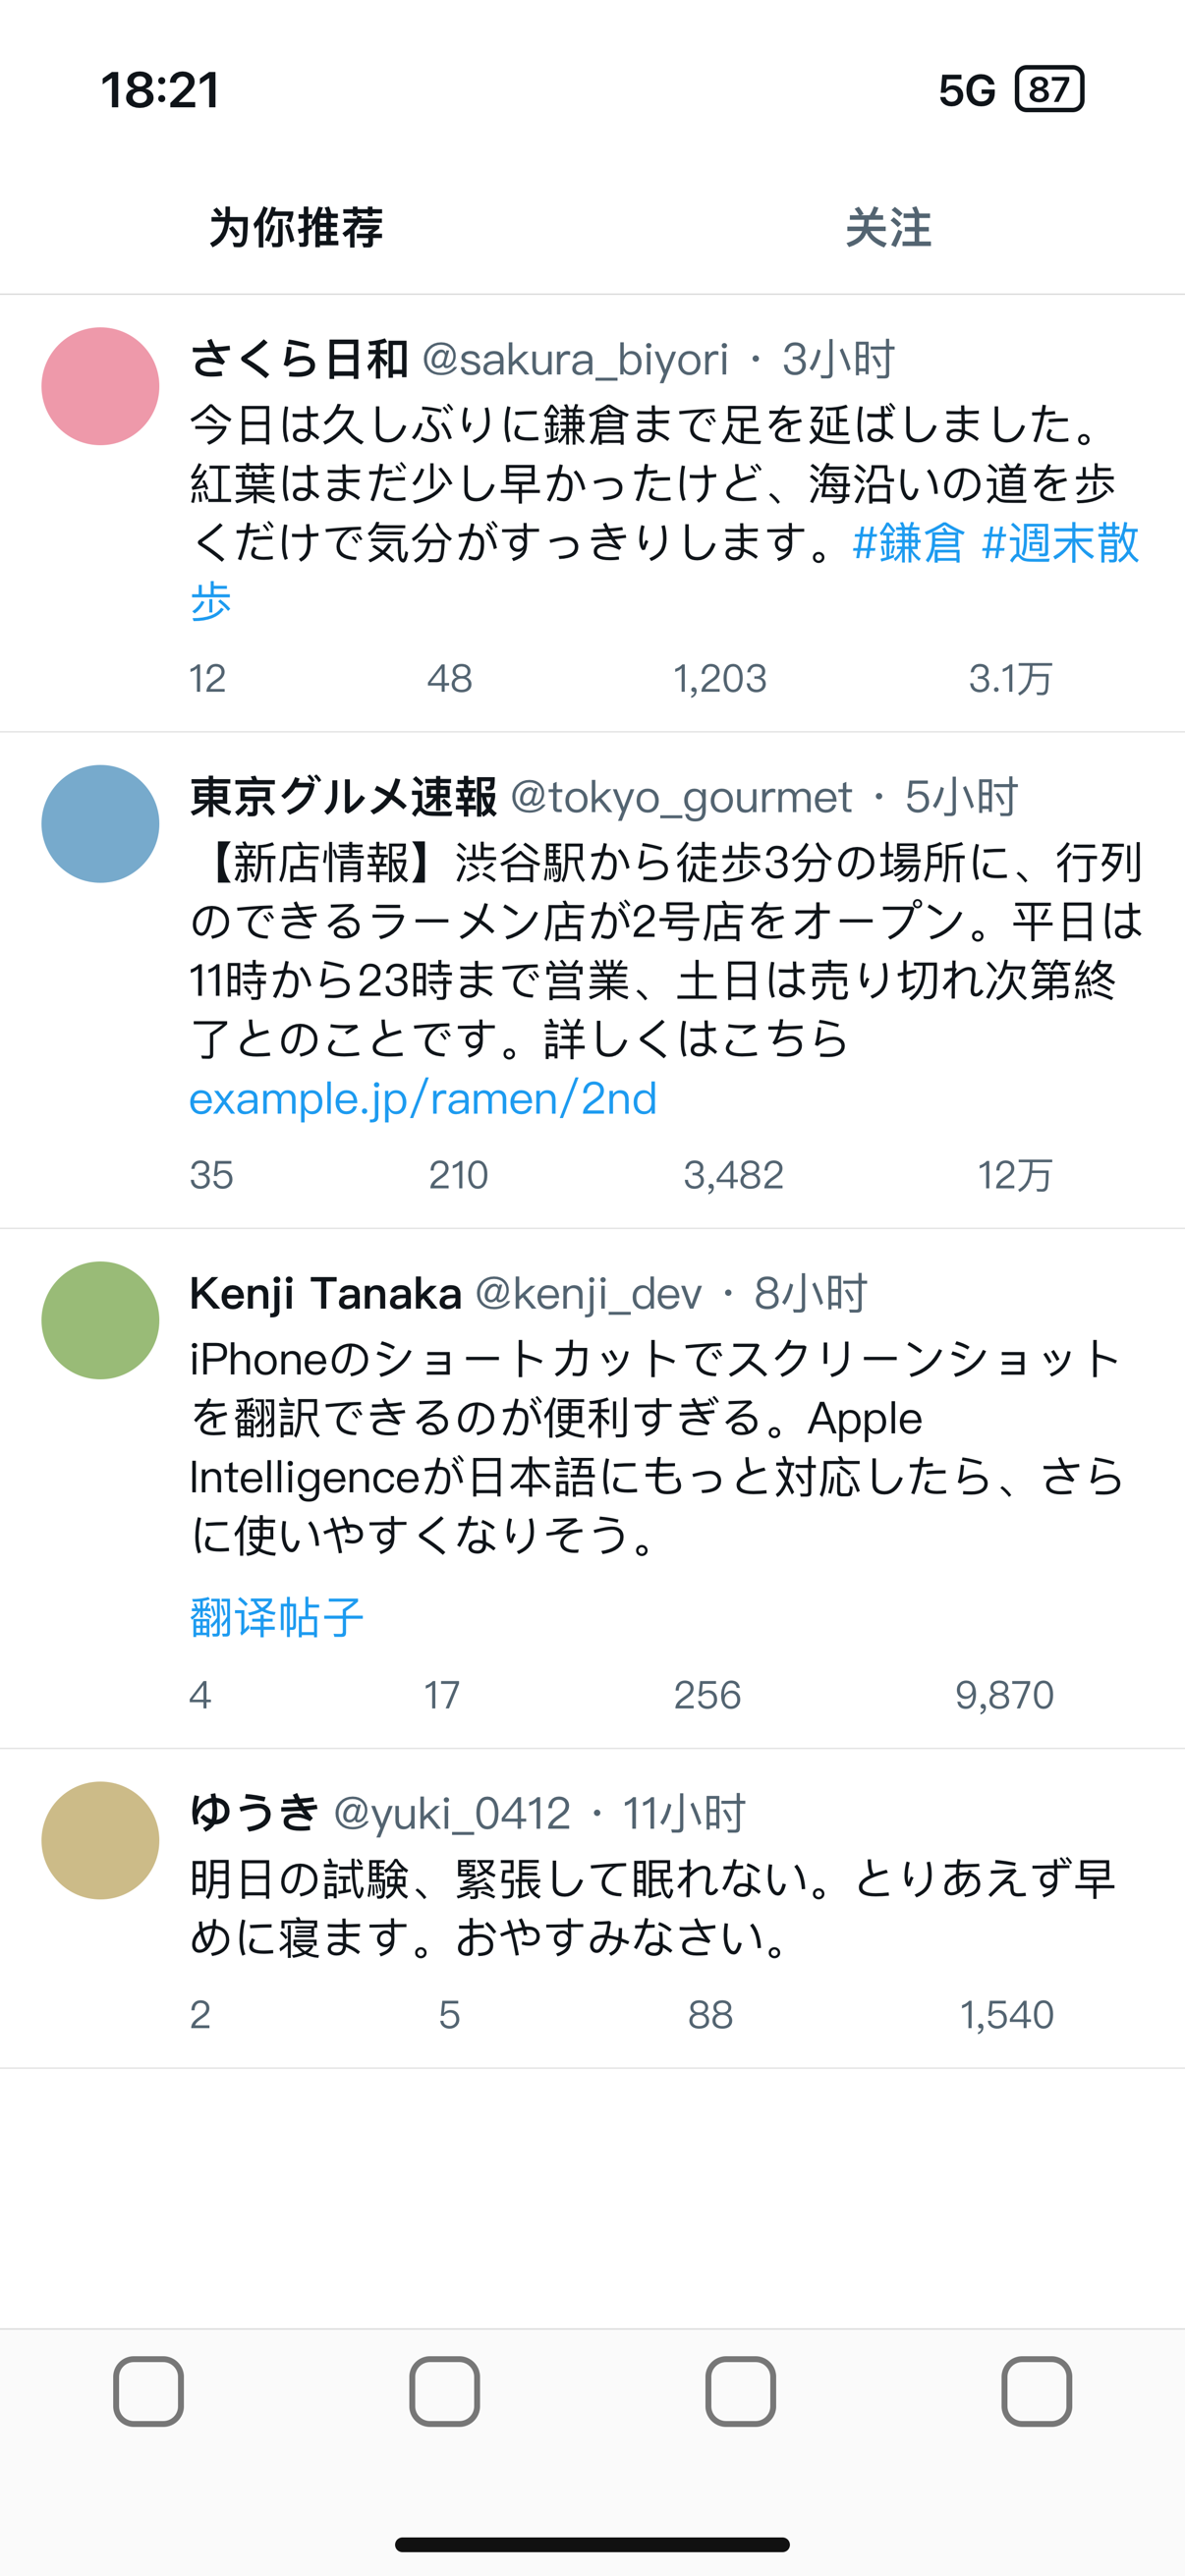 18:21
5G 87
为你推荐 关注
さくら日和 @sakura_biyori · 3小时
今日は久しぶりに鎌倉まで足を延ばしました。
紅葉はまだ少し早かったけど、海沿いの道を歩
くだけで気分がすっきりします。#鎌倉 #週末散
歩
12 48 1,203 3.1万
東京グルメ速報 @tokyo_gourmet · 5小时
【新店情報】渋谷駅から徒歩3分の場所に、行列
のできるラーメン店が2号店をオープン。平日は
11時から23時まで営業、土日は売り切れ次第終
了とのことです。詳しくはこちら
example.jp/ramen/2nd
35 210 3,482 12万
Kenji Tanaka @kenji_dev · 8小时
iPhoneのショートカットでスクリーンショット
を翻訳できるのが便利すぎる。Apple
Intelligenceが日本語にもっと対応したら、さら
に使いやすくなりそう。
翻译帖子
4 17 256 9,870
ゆうき @yuki_0412 · 11小时
明日の試験、緊張して眠れない。とりあえず早
めに寝ます。おやすみなさい。
2 5 88 1,540